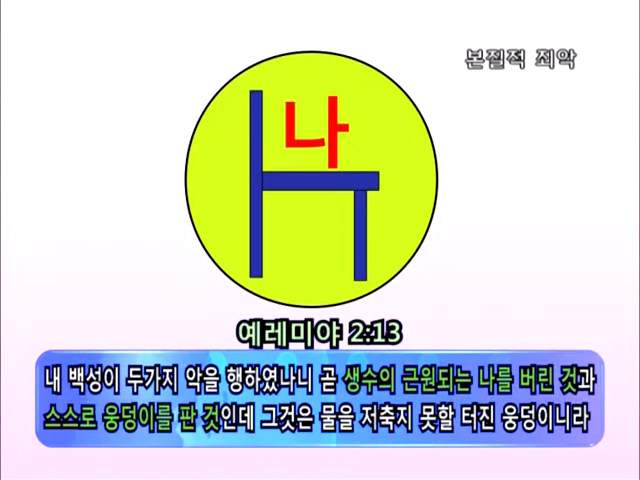 본질적 죄악
나
예레미야 2:13
내 백성이 두가지 악을 행하였나니 곧 생수의 근원되는 나를 버린 것과
스스로 웅덩이를 판 것인데 그것은 물을 저축지 못할 터진 웅덩이니라